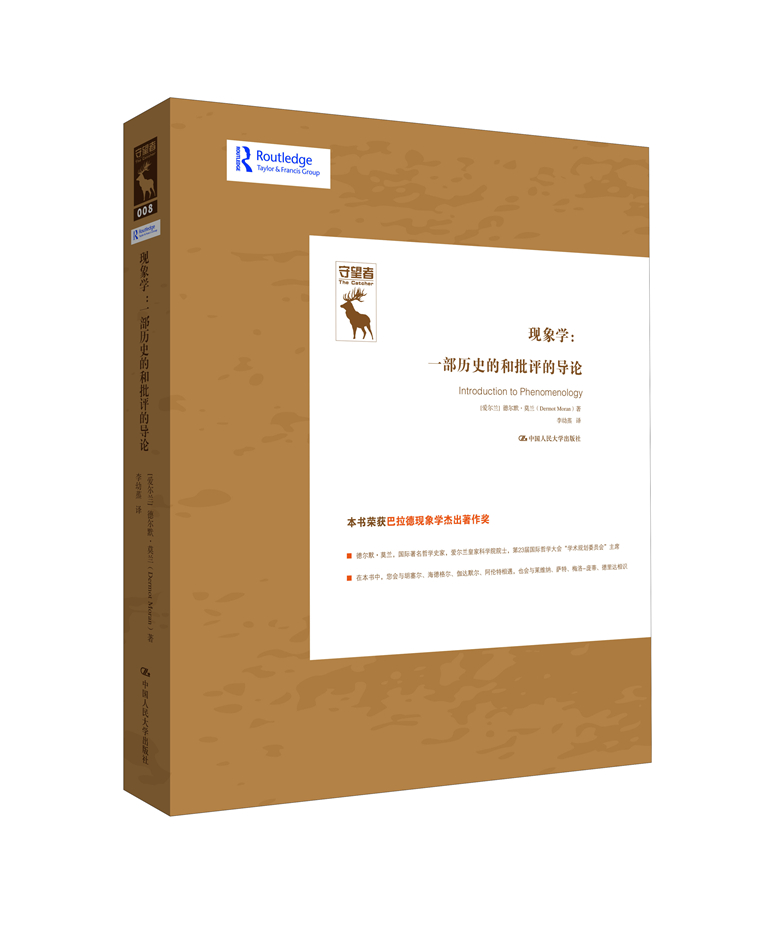 守望者
008
ROUTLEDGE
Routledge
Taylor & Francis Group
现象学：一部历史的和批评的导论
［爱尔兰］德尔默·莫兰（Dermot Moran）著
李幼蒸 译
中国人民大学出版社
ROUTLEDGE
Routledge
Taylor & Francis Group
守望者
The Catcher
现象学：
一部历史的和批评的导论
Introduction to Phenomenology
［爱尔兰］德尔默·莫兰（Dermot Moran）著
李幼蒸 译
中国人民大学出版社
本书荣获巴拉德现象学杰出著作奖
德尔默·莫兰，国际著名哲学史家，爱尔兰皇家科学院院士，第23届国际哲学大会“学术规划委员会”主席
在本书中，您会与胡塞尔、海德格尔、伽达默尔、阿伦特相遇，也会与莱维纳、萨特、梅洛-庞蒂、德里达相识